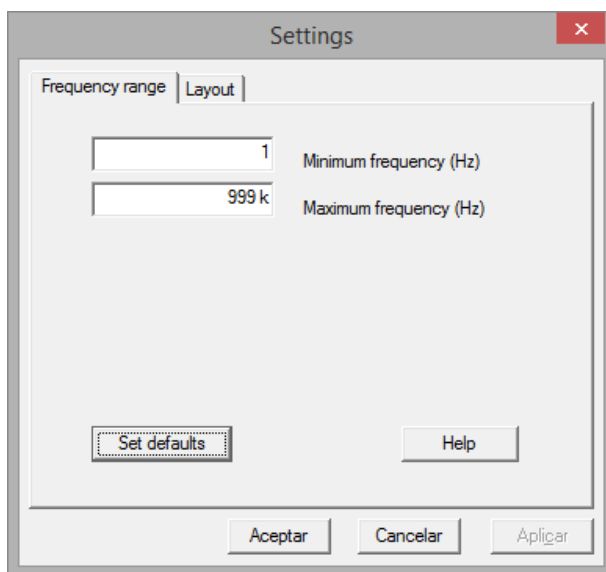 Settings
Frequency range Layout
1 Minimum frequency (Hz)
999 k Maximum frequency (Hz)
Set defaults Help
Aceptar Cancelar Aplicar